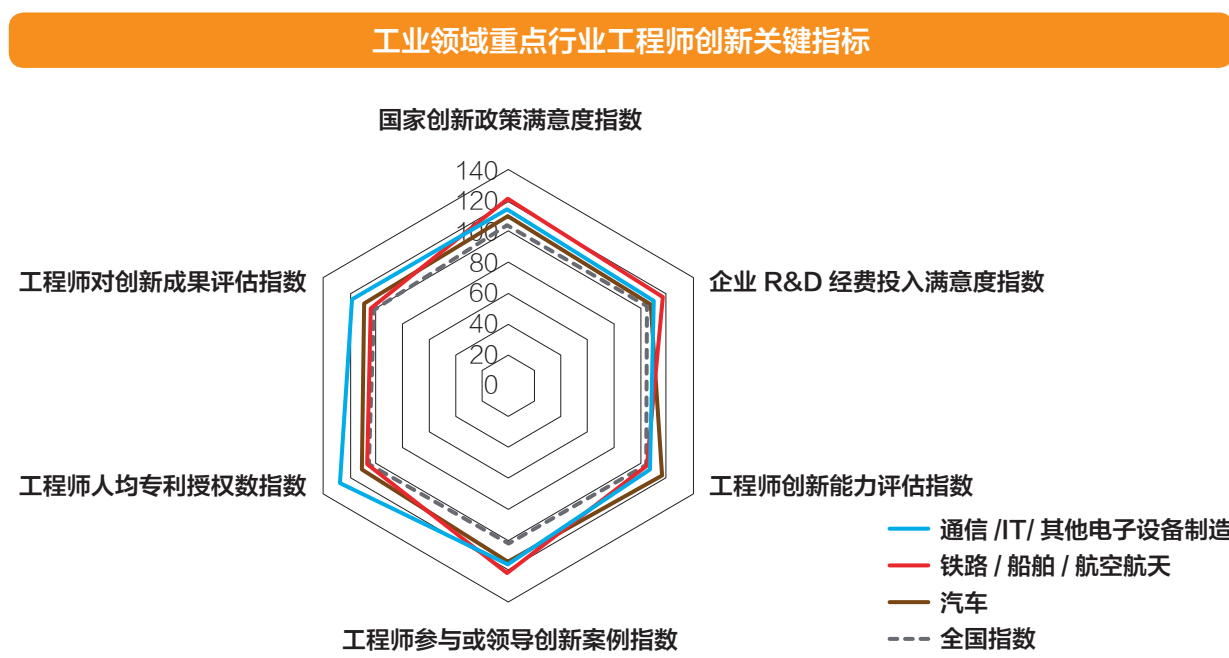 工业领域重点行业工程师创新关键指标
国家创新政策满意度指数
140
120
100
80
60
40
20
0
工程师对创新成果评估指数
企业 R&D 经费投入满意度指数
工程师人均专利授权数指数
工程师创新能力评估指数
工程师参与或领导创新案例指数
通信 /IT/ 其他电子设备制造
铁路 / 船舶 / 航空航天
汽车
全国指数